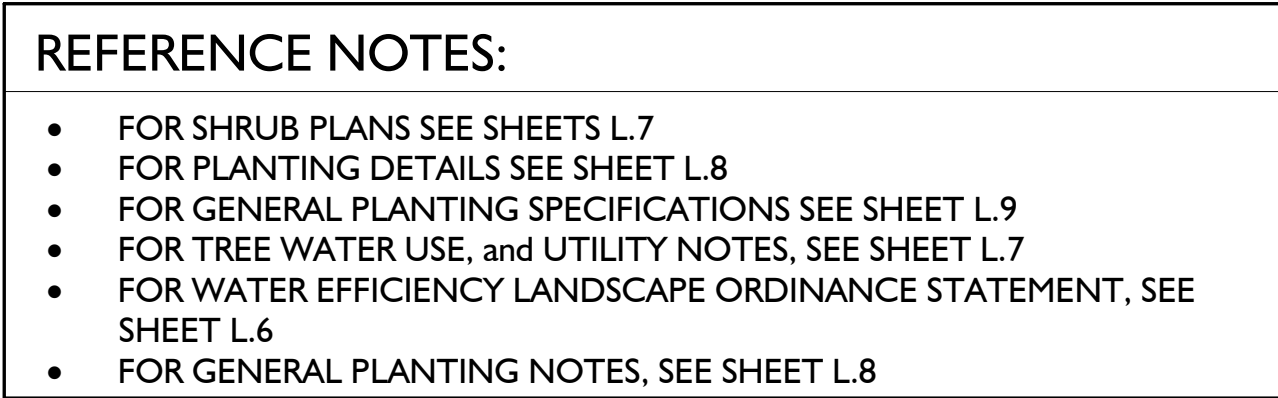 REFERENCE NOTES:
• FOR SHRUB PLANS SEE SHEETS L.7
• FOR PLANTING DETAILS SEE SHEET L.8
• FOR GENERAL PLANTING SPECIFICATIONS SEE SHEET L.9
• FOR TREE WATER USE, and UTILITY NOTES, SEE SHEET L.7
• FOR WATER EFFICIENCY LANDSCAPE ORDINANCE STATEMENT, SEE
SHEET L.6
• FOR GENERAL PLANTING NOTES, SEE SHEET L.8